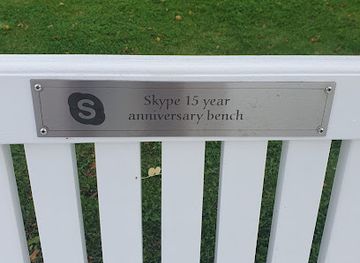 S
Skype 15 year
anniversary bench